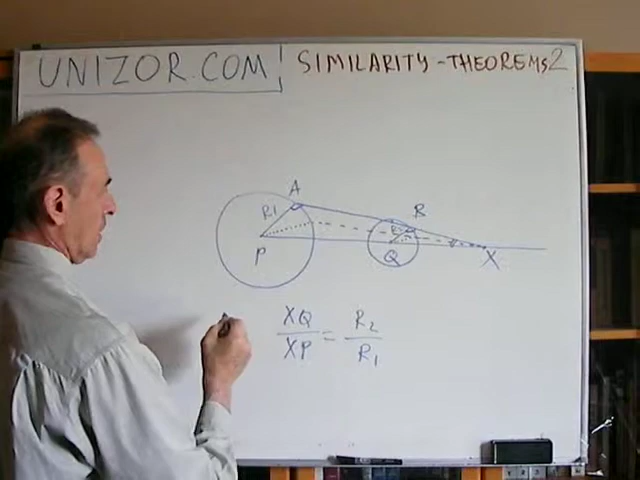 UNIZOR.COM
SIMILARITY - THEOREMS 2
A
R1
B
P
Q
X
XQ/XP = R2/R1